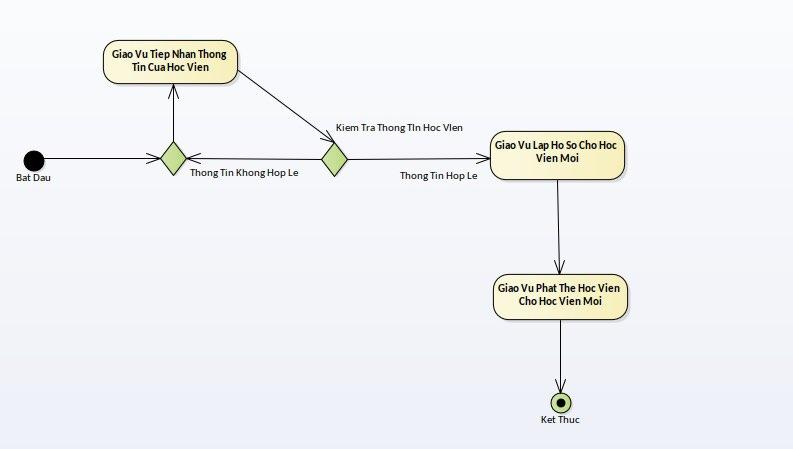 Giao Vu Tiep Nhan Thong
Tin Cua Hoc Vien
Kiem Tra Thong TIn Hoc VIen
Giao Vu Lap Ho So Cho Hoc
Vien Moi
Bat Dau
Thong Tin Khong Hop Le
Thong Tin Hop Le
Giao Vu Phat The Hoc Vien
Cho Hoc Vien Moi
Ket Thuc